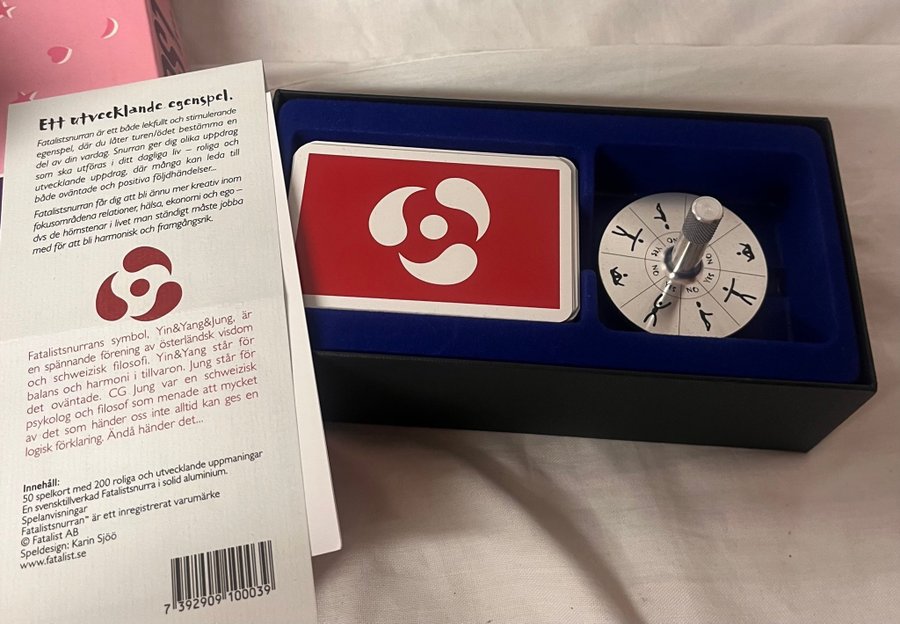 Ett utvecklande egenspel.
Fatalistsnurran är ett både lekfullt och stimulerande
egenspel, där du låter turen/ödet bestämma en
del av din vardag. Snurran ger dig olika uppdrag
som ska utföras i ditt dagliga liv – roliga och
utvecklande uppdrag, där många kan leda till
både oväntade och positiva följdhändelser...
Fatalistsnurran får dig att bli ännu mer kreativ inom
fokusområdena relationer, hälsa, ekonomi och ego –
dvs de hörnstenar i livet man ständigt måste jobba
med för att bli harmonisk och framgångsrik.
Fatalistsnurrans symbol, Yin&Yang&Jung, är
en spännande förening av österländsk visdom
och schweizisk filosofi. Yin&Yang står för
balans och harmoni i tillvaron. Jung står för
det oväntade. CG Jung var en schweizisk
psykolog och filosof som menade att mycket
av det som händer oss inte alltid kan ges en
logisk förklaring. Ändå händer det...
Innehåll:
50 spelkort med 200 roliga och utvecklande uppmaningar
En svensktillverkad Fatalistsnurra i solid aluminium.
Spelanvisningar
Fatalistsnurran™ är ett inregistrerat varumärke
© Fatalist AB
Speldesign: Karin Sjöö
www.fatalist.se
7 392909 100039
YES
NO
NO
YES
NO